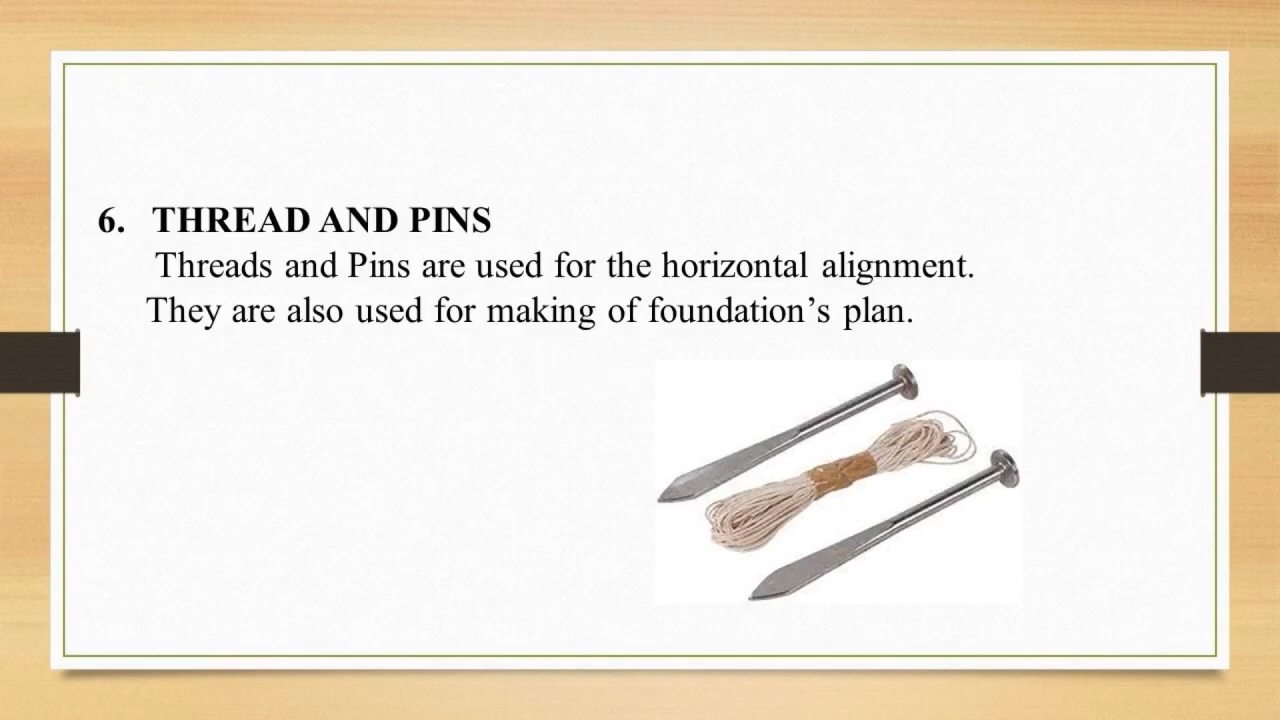 6. THREAD AND PINS
Threads and Pins are used for the horizontal alignment.
They are also used for making of foundation’s plan.